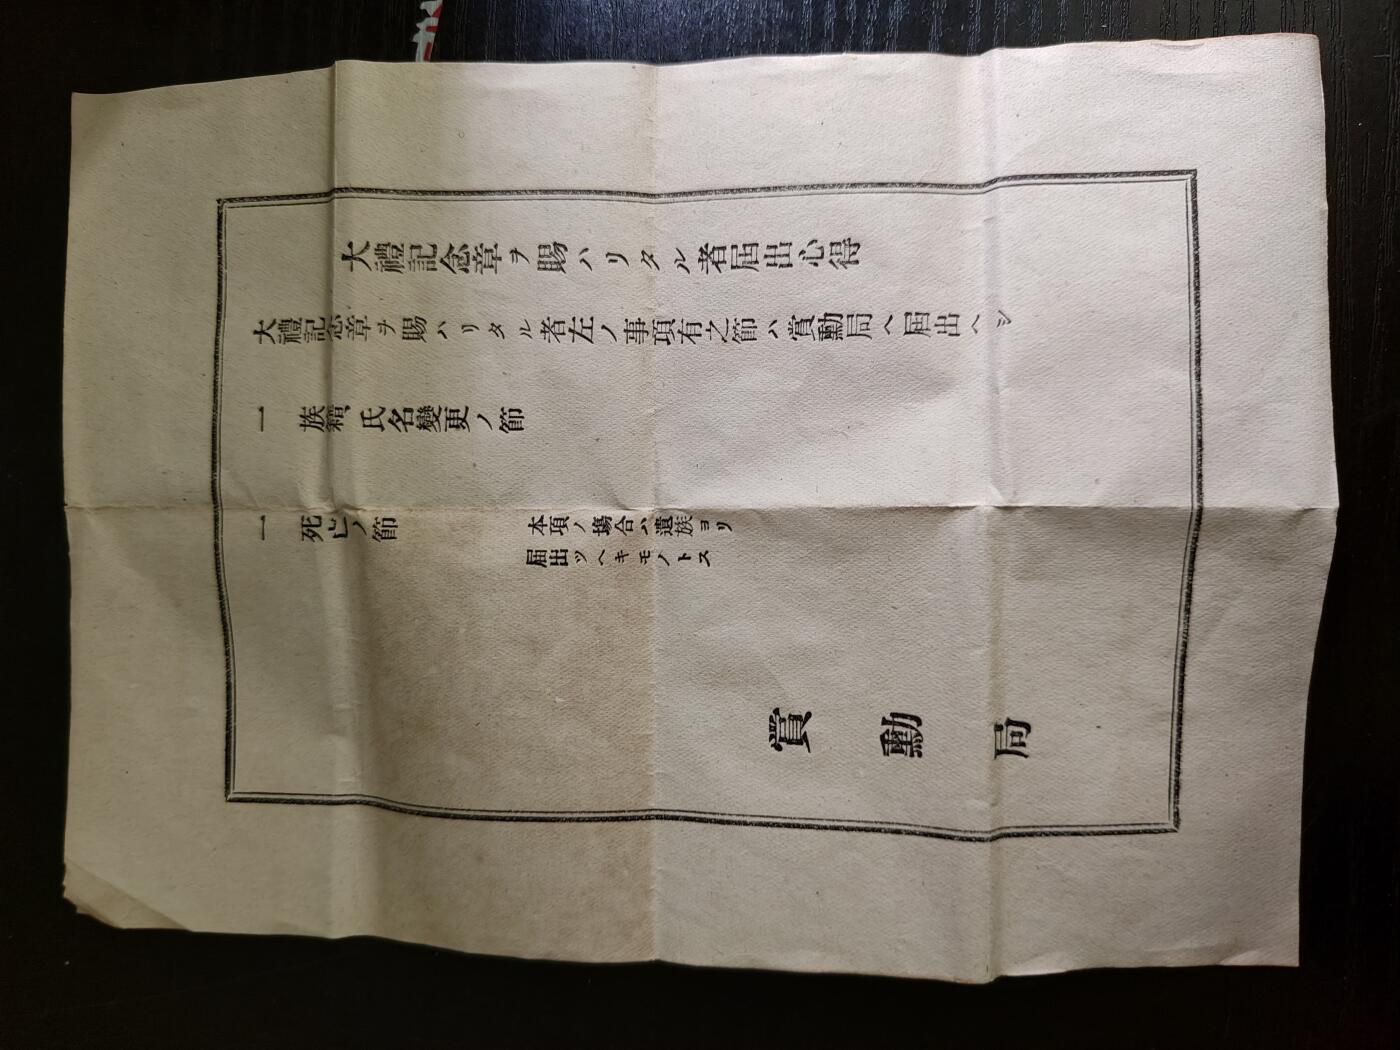 大禮記念章ヲ賜ハリタル者届出心得
大禮記念章ヲ賜ハリタル者左ノ事項有之節ハ賞勳局ヘ届出ヘシ
一 族籍、氏名變更ノ節
一 死亡ノ節
本項ノ塲合ハ遺族ヨリ
届出ツヘキモノトス
賞勳局